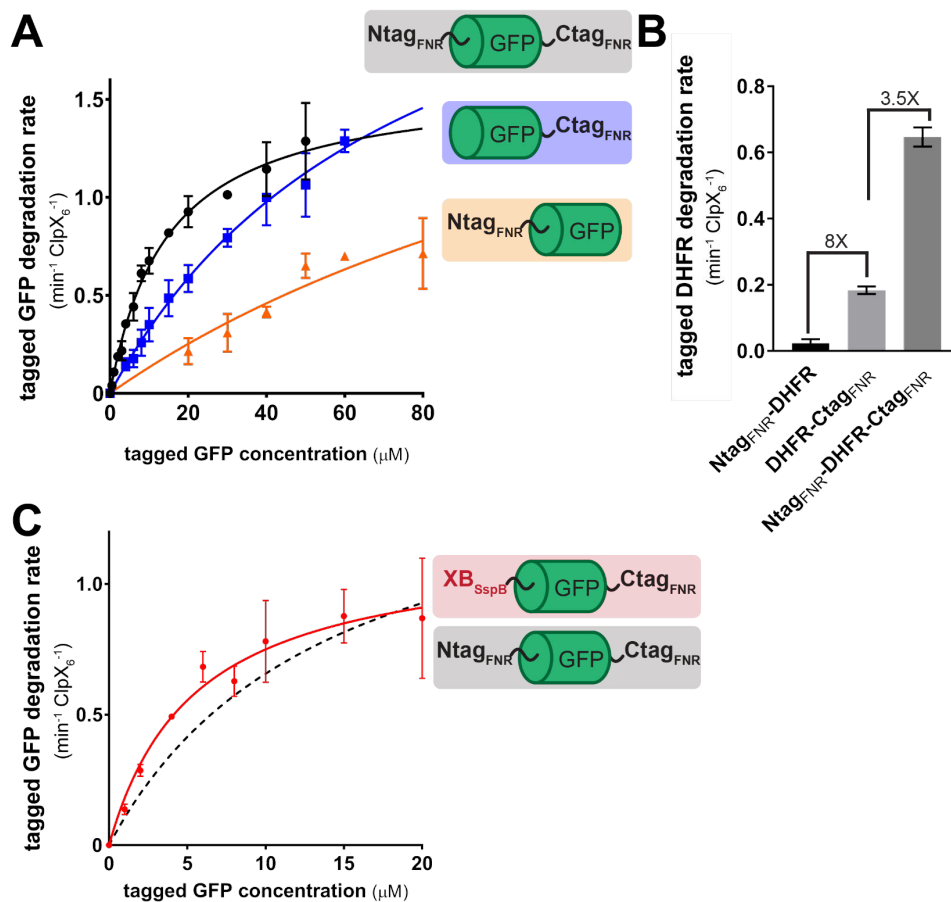 A
Ntag_FNR GFP Ctag_FNR
GFP Ctag_FNR
Ntag_FNR GFP
tagged GFP degradation rate
(min⁻¹ ClpX₆⁻¹)
1.5
1.0
0.5
0
0 20 40 60 80
tagged GFP concentration (μM)
B
tagged DHFR degradation rate
(min⁻¹ ClpX₆⁻¹)
0.8
0.6
0.4
0.2
0.0
8X
3.5X
Ntag_FNR-DHFR
DHFR-Ctag_FNR
Ntag_FNR-DHFR-Ctag_FNR
C
XB_SspB GFP Ctag_FNR
Ntag_FNR GFP Ctag_FNR
tagged GFP degradation rate
(min⁻¹ ClpX₆⁻¹)
1.0
0.5
0
0 5 10 15 20
tagged GFP concentration (μM)